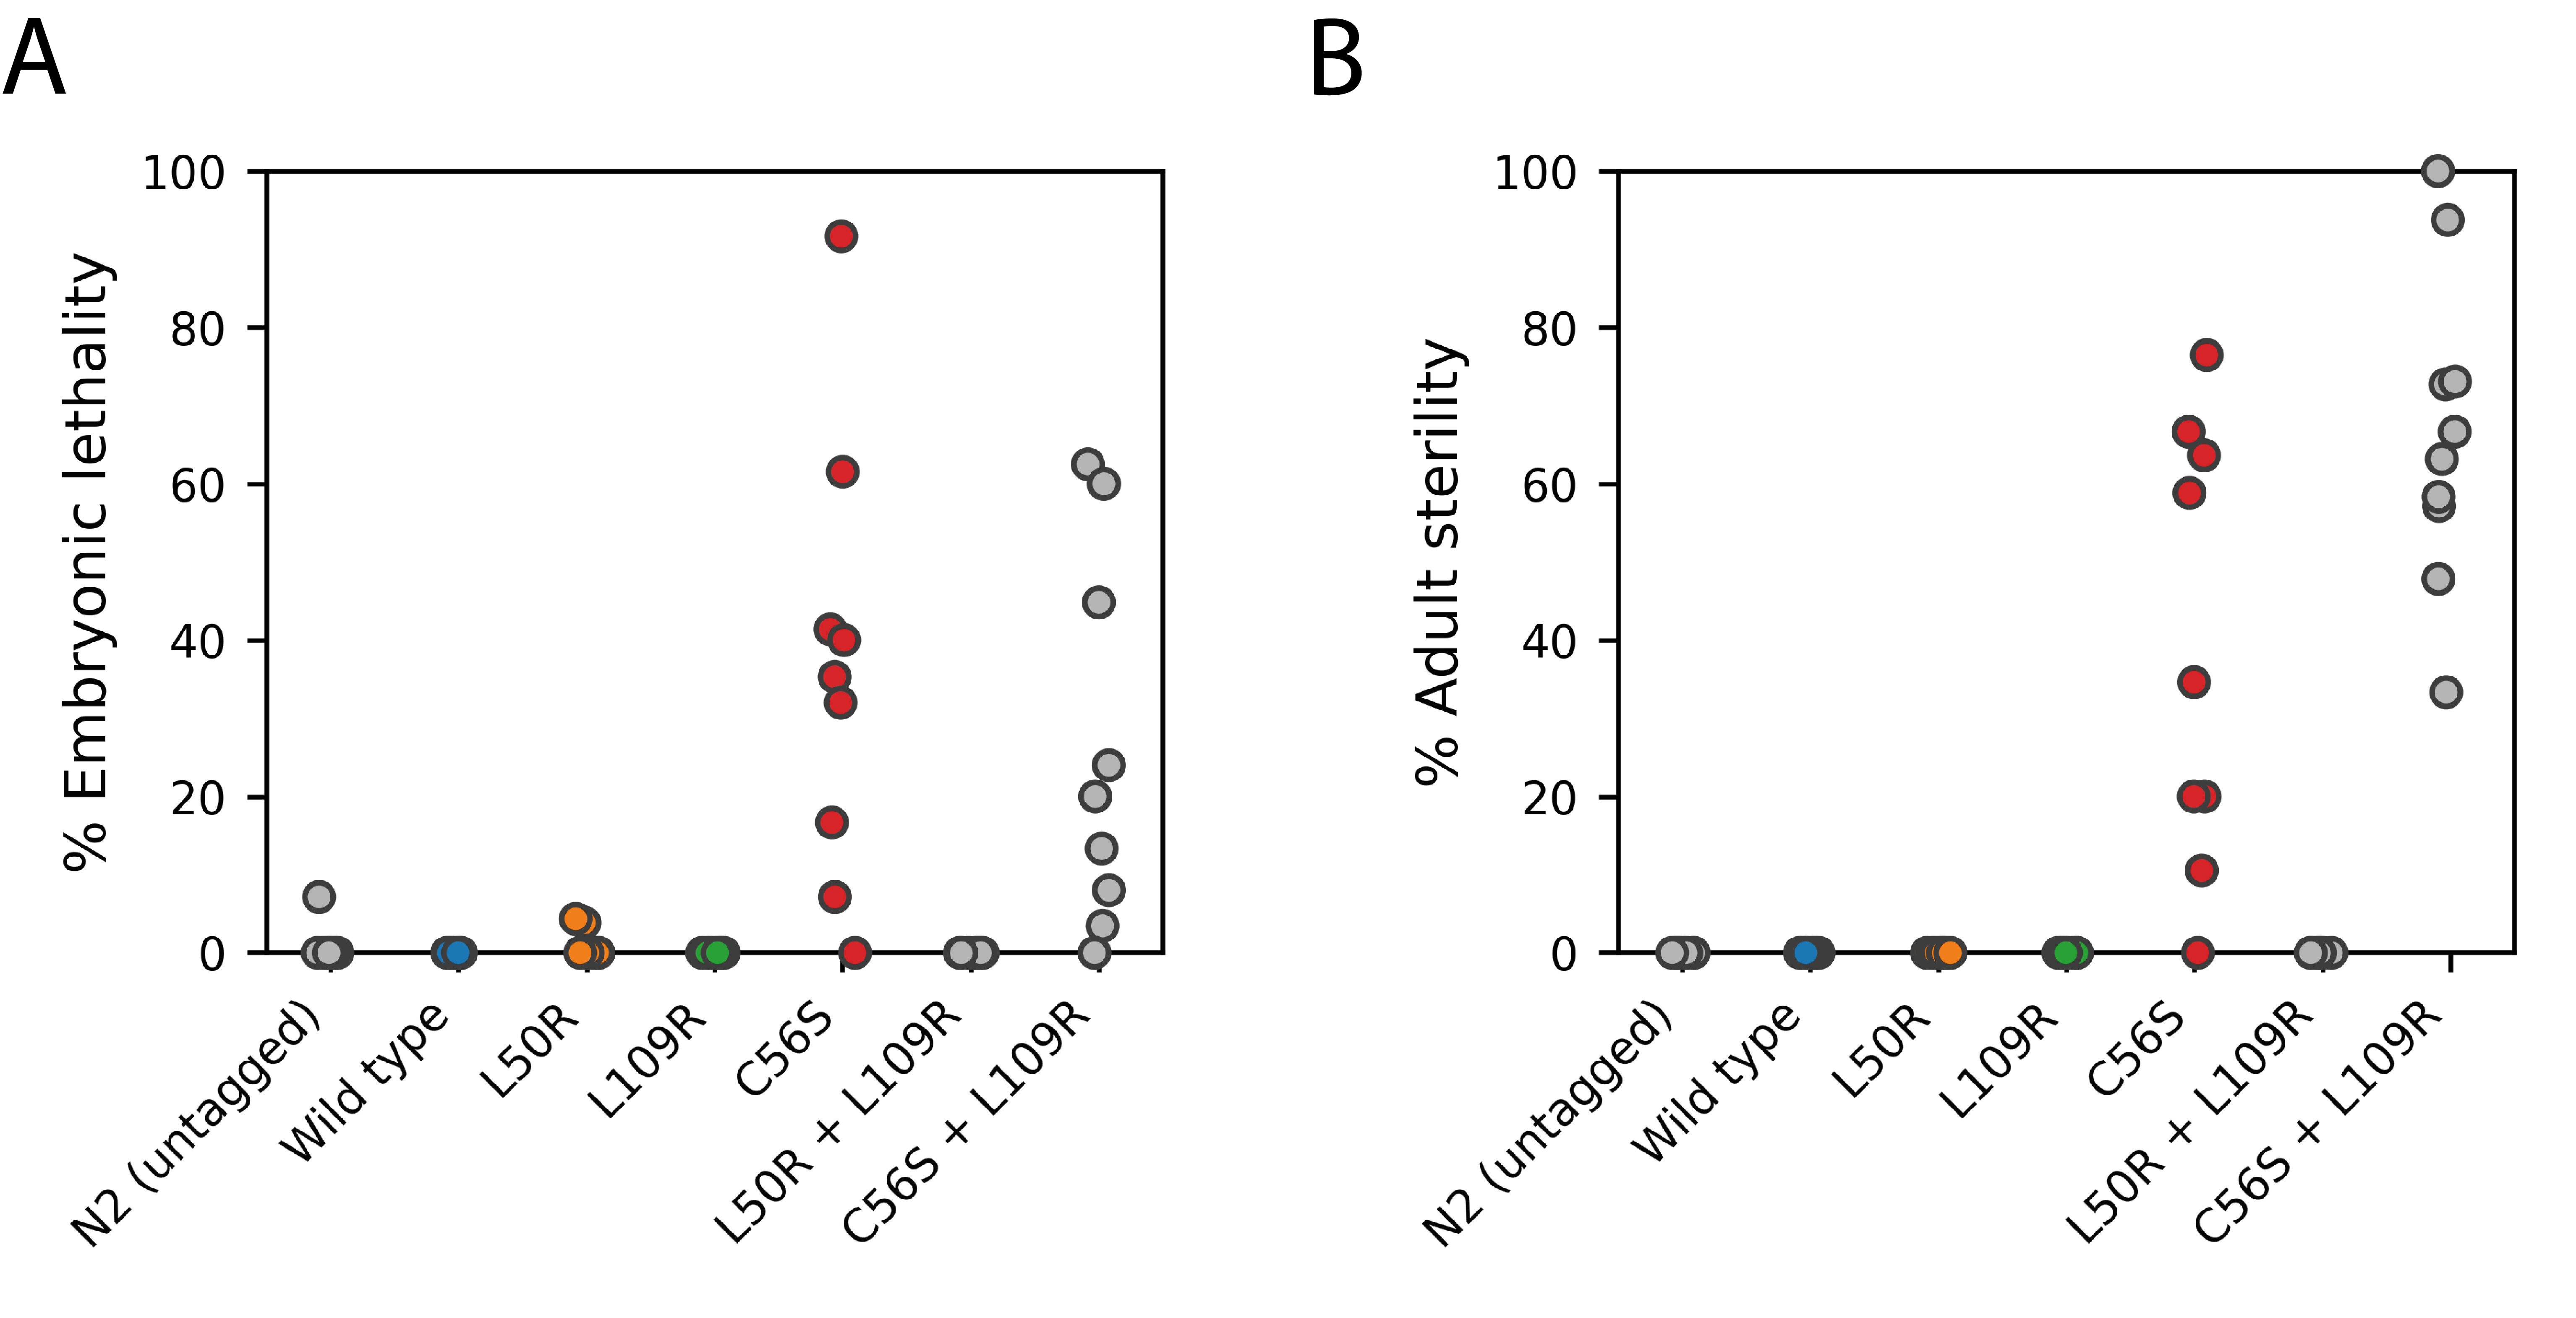 A
% Embryonic lethality
100
80
60
40
20
0
N2 (untagged)
Wild type
L50R
L109R
C56S
L50R + L109R
C56S + L109R
B
% Adult sterility
100
80
60
40
20
0
N2 (untagged)
Wild type
L50R
L109R
C56S
L50R + L109R
C56S + L109R